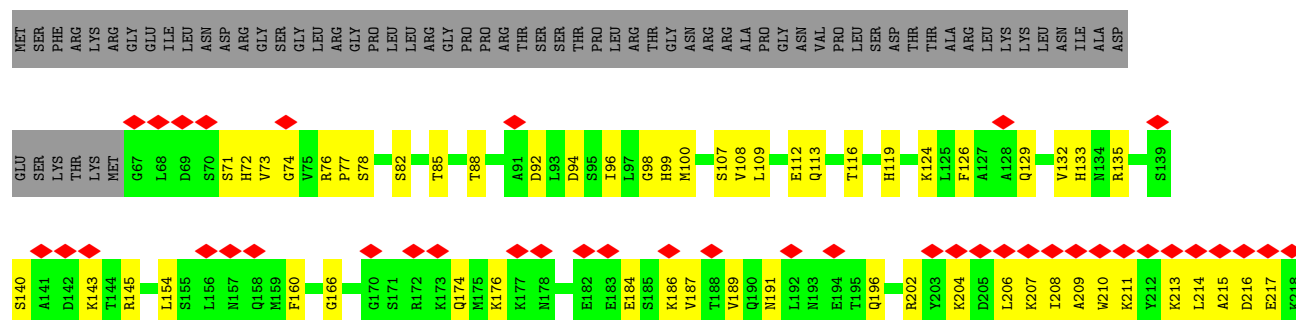 MET SER PHE ARG LYS ARG GLY GLU ILE LEU ASN ASP ARG GLY SER GLY LEU ARG GLY PRO LEU LEU ARG GLY PRO PRO ARG THR SER SER THR PRO LEU ARG THR GLY ASN ARG ARG ALA PRO GLY ASN VAL PRO LEU SER ASP THR THR ALA ARG LEU LYS LYS LEU ASN ILE ALA ASP
GLU SER LYS THR LYS MET G67 L68 D69 S70 S71 H72 V73 G74 V75 R76 P77 S78 S82 T85 T88 A91 D92 L93 D94 S95 I96 L97 G98 H99 M100 S107 V108 L109 E112 Q113 T116 H119 K124 L125 F126 A127 A128 Q129 V132 H133 N134 R135 S139
S140 A141 D142 K143 T144 R145 L154 S155 L156 N157 Q158 M159 F160 G166 G170 S171 R172 K173 Q174 M175 K176 K177 N178 E182 E183 E184 S185 K186 V187 T188 V189 Q190 N191 L192 N193 E194 T195 Q196 R202 Y203 K204 D205 L206 K207 I208 A209 W210 K211 Y212 K213 L214 A215 D216 E217 K218